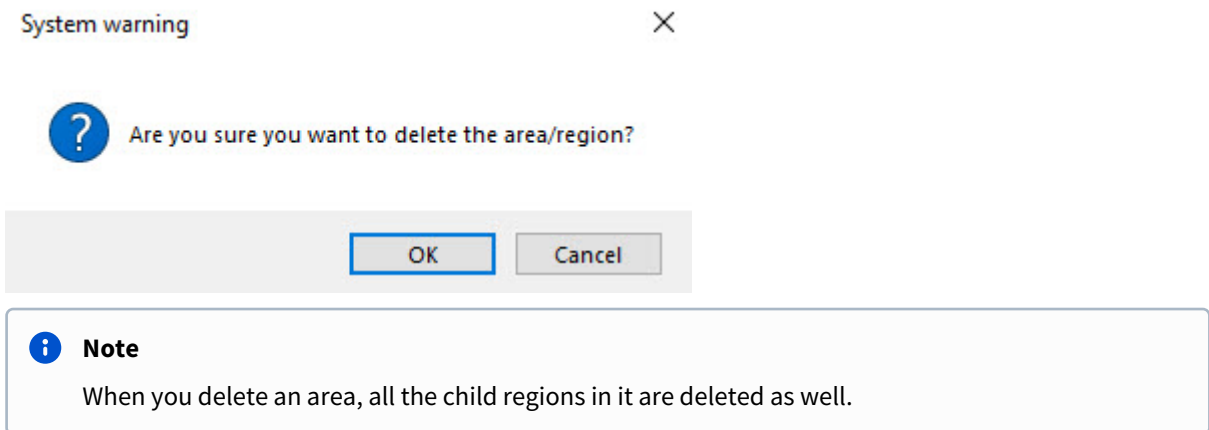 System warning
Are you sure you want to delete the area/region?
OK Cancel
Note
When you delete an area, all the child regions in it are deleted as well.